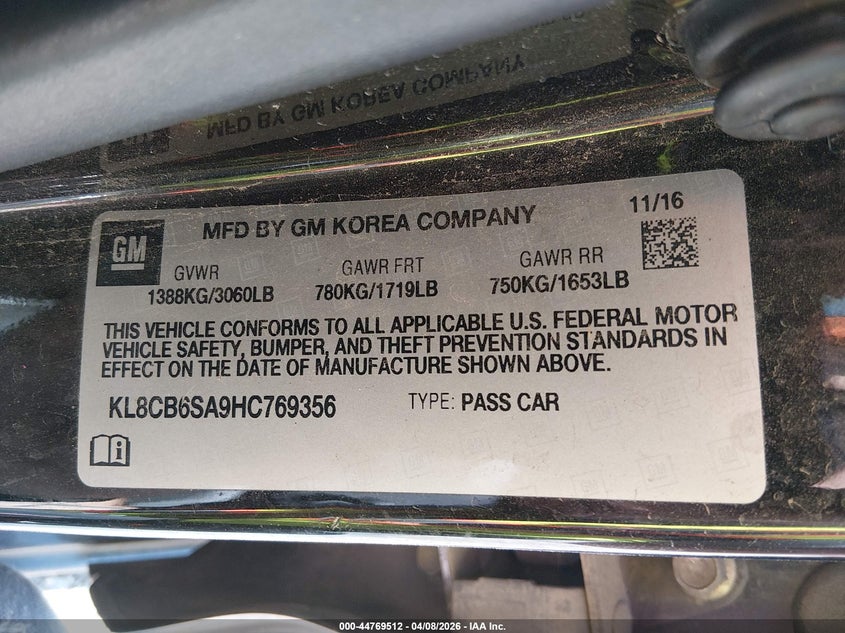 MFD BY GM KOREA COMPANY
MFD BY GM KOREA COMPANY 11/16
GM
GVWR GAWR FRT GAWR RR
1388KG/3060LB 780KG/1719LB 750KG/1653LB
THIS VEHICLE CONFORMS TO ALL APPLICABLE U.S. FEDERAL MOTOR
VEHICLE SAFETY, BUMPER, AND THEFT PREVENTION STANDARDS IN
EFFECT ON THE DATE OF MANUFACTURE SHOWN ABOVE.
KL8CB6SA9HC769356 TYPE: PASS CAR
000-44769512 - 04/08/2026 - IAA Inc.